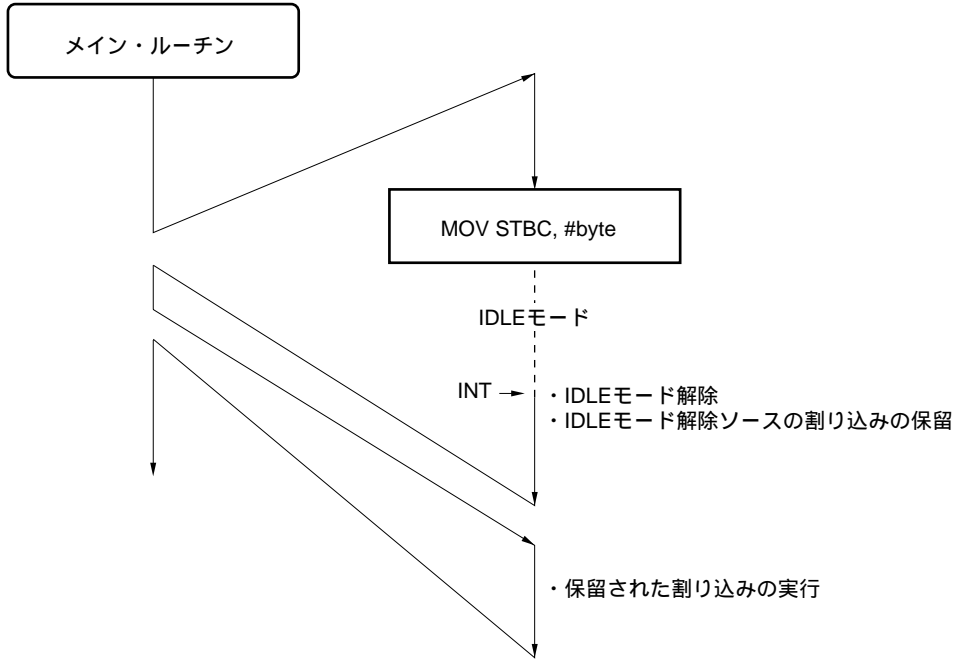 メイン・ルーチン
MOV STBC, #byte
IDLEモード
INT
・IDLEモード解除
・IDLEモード解除ソースの割り込みの保留
・保留された割り込みの実行